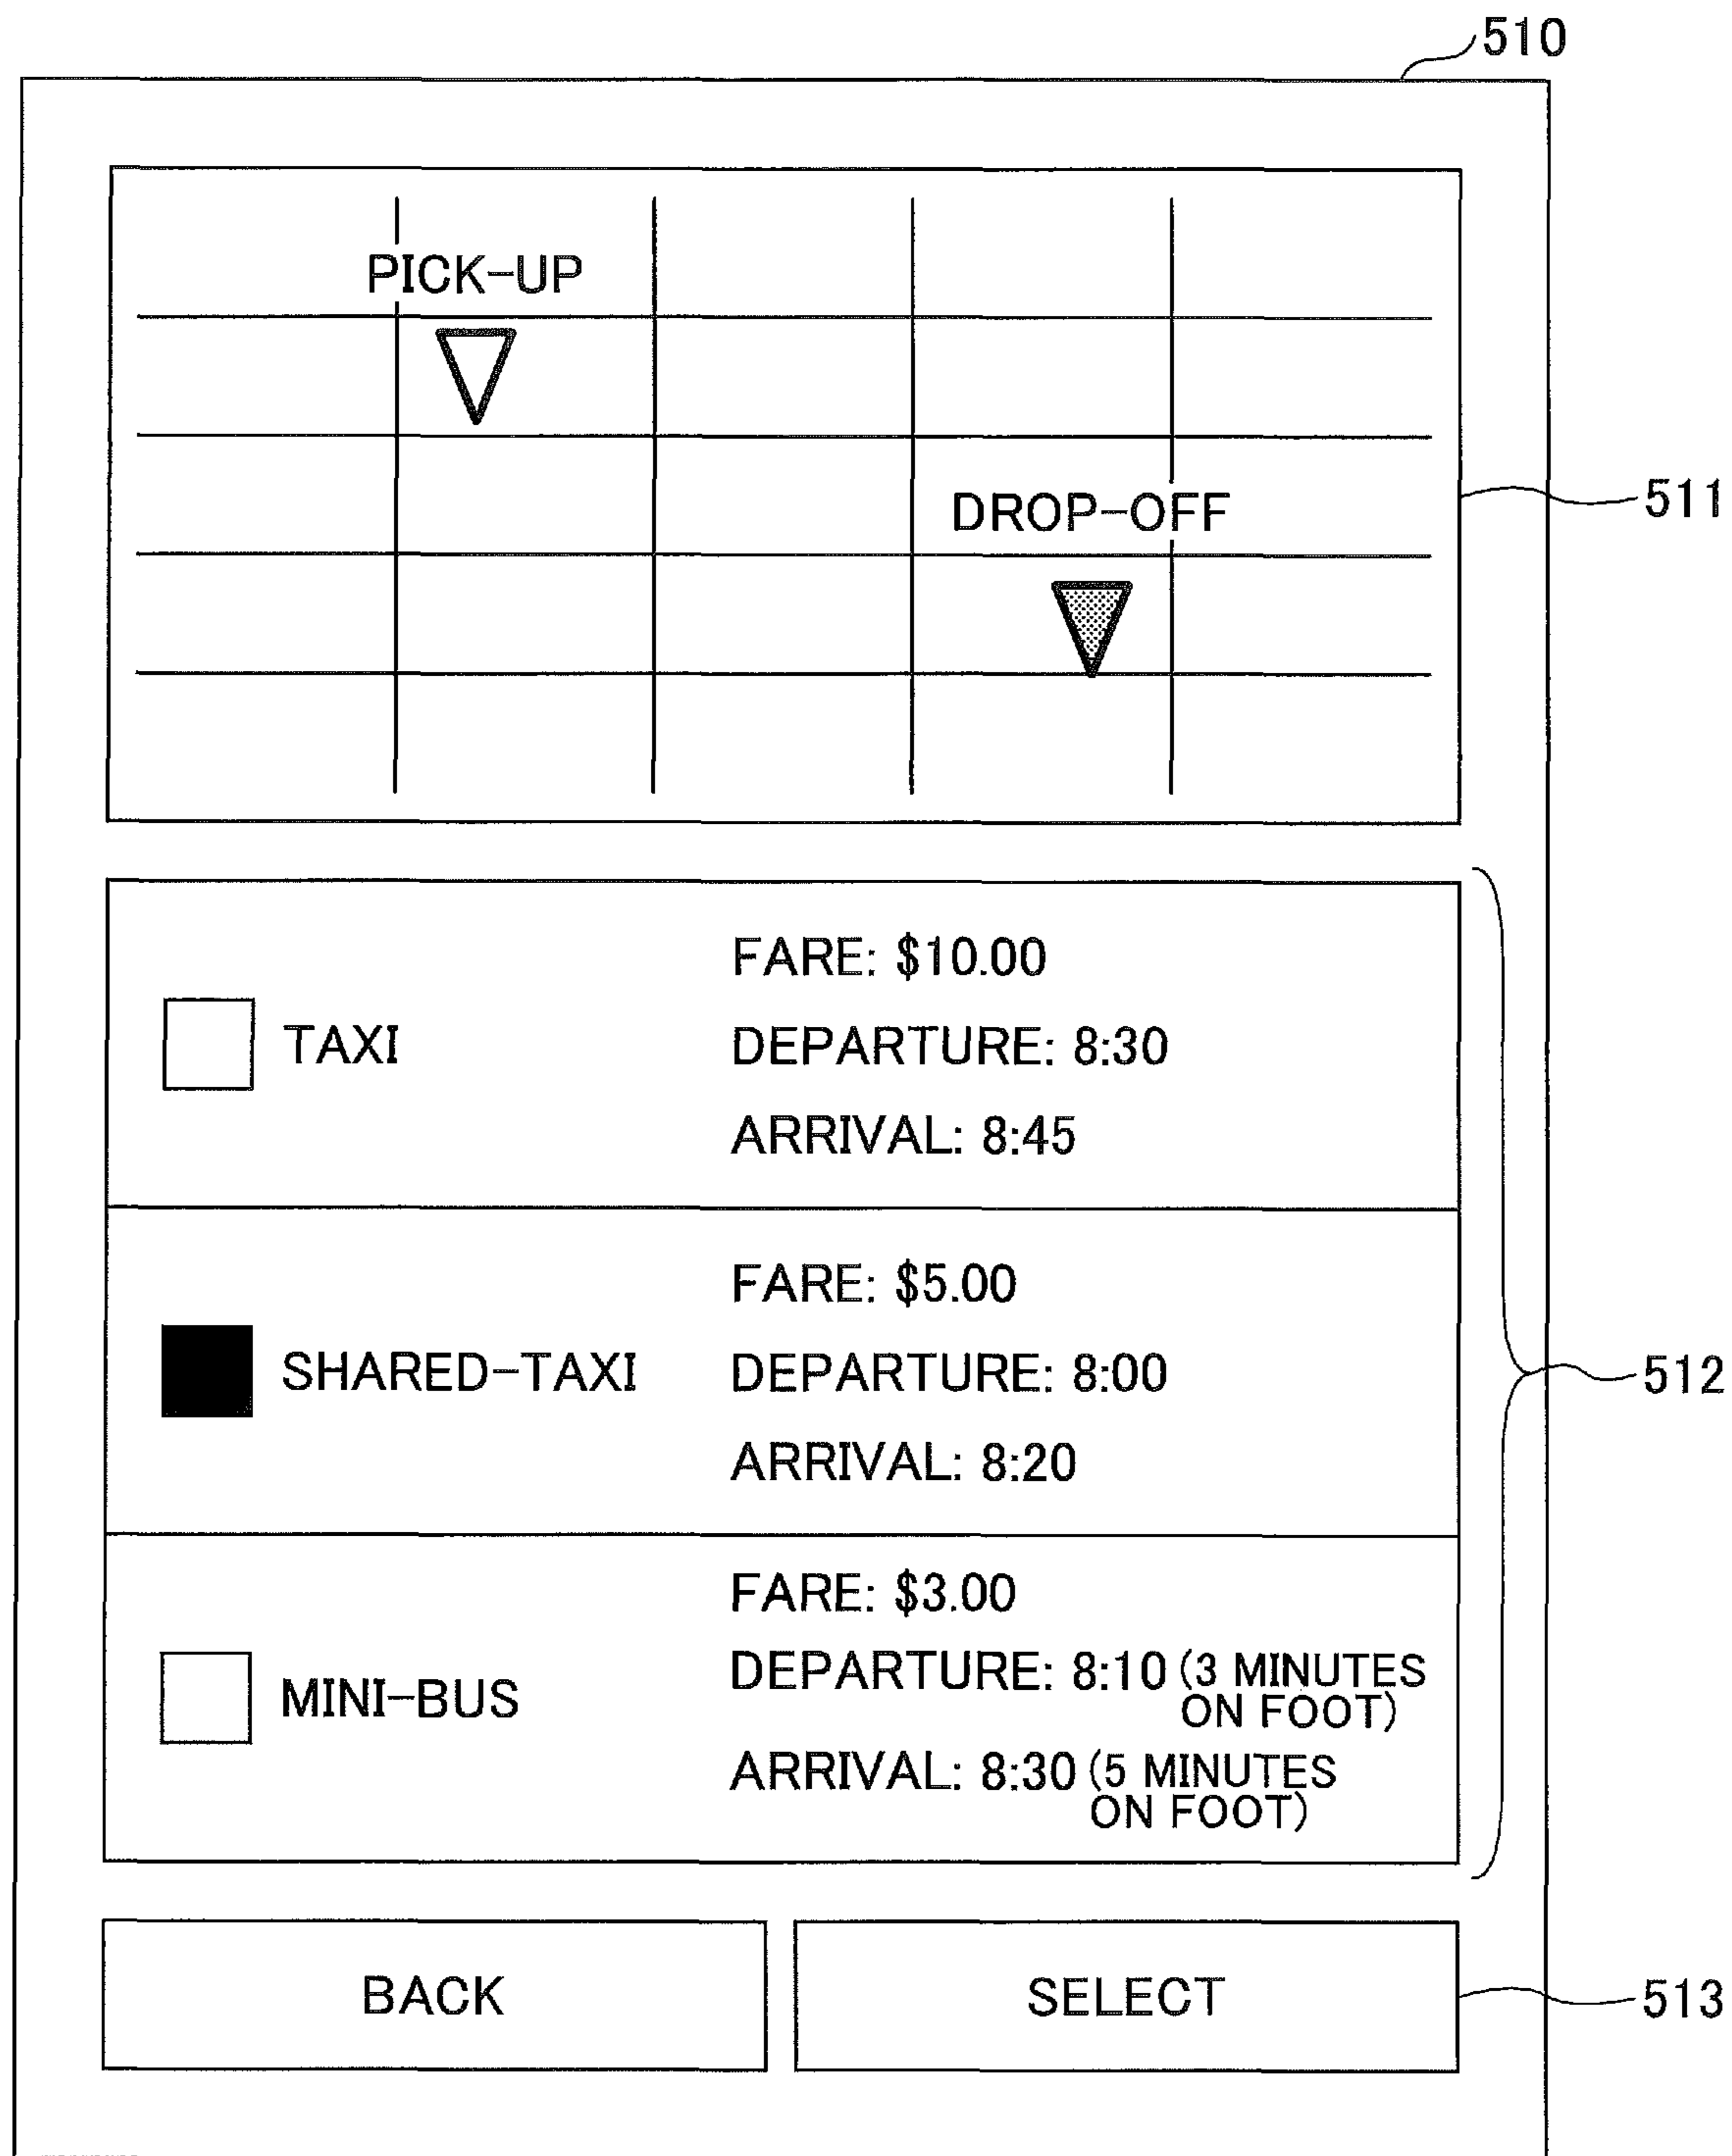 510
PICK-UP
DROP-OFF
511
TAXI
FARE: $10.00
DEPARTURE: 8:30
ARRIVAL: 8:45
SHARED-TAXI
FARE: $5.00
DEPARTURE: 8:00
ARRIVAL: 8:20
512
MINI-BUS
FARE: $3.00
DEPARTURE: 8:10 (3 MINUTES
ON FOOT)
ARRIVAL: 8:30 (5 MINUTES
ON FOOT)
BACK
SELECT
513